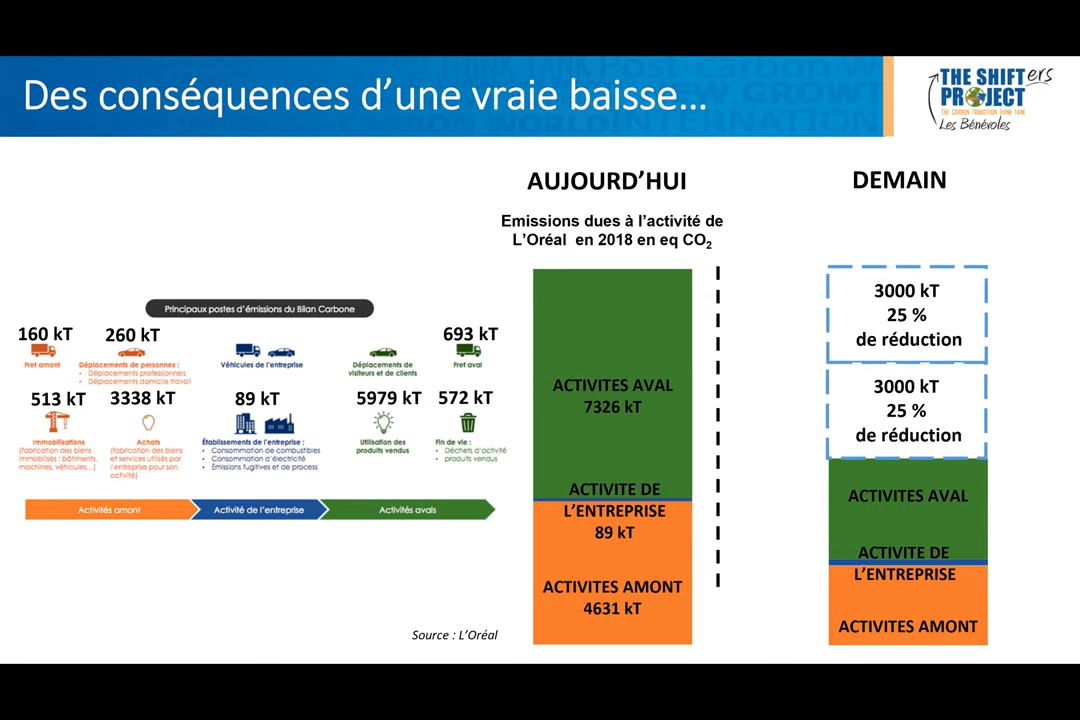 Des conséquences d’une vraie baisse...
THE SHIFTers
PROJECT
THE CARBON TRANSITION THINK TANK
Les Bénévoles
AUJOURD’HUI
DEMAIN
Emissions dues à l’activité de
L’Oréal en 2018 en eq CO2
Principaux postes d’émissions du Bilan Carbone
160 kT
260 kT
693 kT
Fret amont
Déplacements de personnes :
• Déplacements professionnels
• Déplacements domicile travail
Véhicules de l’entreprise
Déplacements de
visiteurs et de clients
Fret aval
513 kT
3338 kT
89 kT
5979 kT
572 kT
Immobilisations
(fabrication des biens
immobilisés : bâtiments,
machines, véhicules,...)
Achats
(fabrication des biens
et services utilisés par
l’entreprise pour son
activité)
Établissements de l’entreprise :
• Consommation de combustibles
• Consommation d’électricité
• Émissions fugitives et de process
Utilisation des
produits vendus
Fin de vie :
• Déchets d’activité
• produits vendus
Activités amont
Activité de l’entreprise
Activités avals
ACTIVITES AVAL
7326 kT
ACTIVITE DE
L’ENTREPRISE
89 kT
ACTIVITES AMONT
4631 kT
3000 kT
25 %
de réduction
3000 kT
25 %
de réduction
ACTIVITES AVAL
ACTIVITE DE
L’ENTREPRISE
ACTIVITES AMONT
Source : L’Oréal